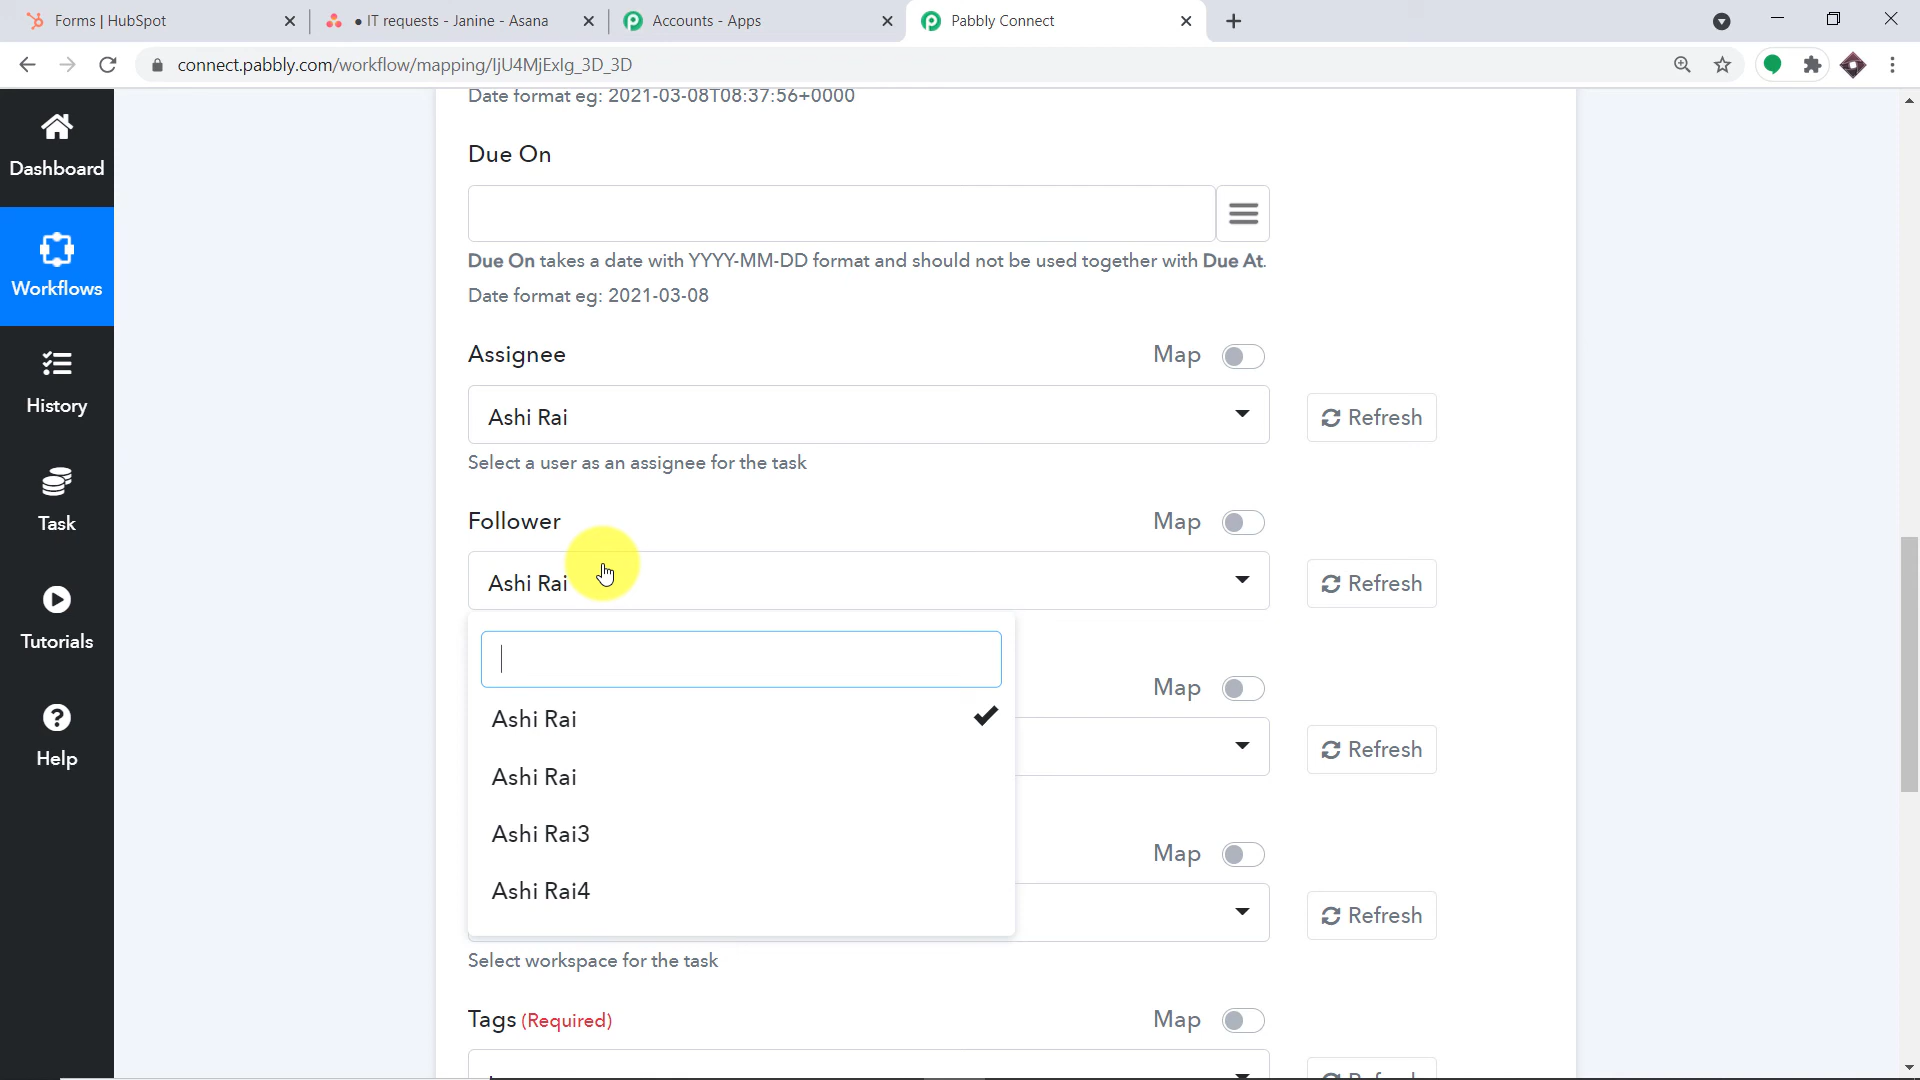 Forms | HubSpot
• IT requests - Janine - Asana
Accounts - Apps
Pabbly Connect
connect.pabbly.com/workflow/mapping/IjU4MjExIg_3D_3D
Dashboard
Workflows
History
Task
Tutorials
Help
Date format eg: 2021-03-08T08:37:56+0000
Due On
Due On takes a date with YYYY-MM-DD format and should not be used together with Due At.
Date format eg: 2021-03-08
Assignee
Map
Ashi Rai
Refresh
Select a user as an assignee for the task
Follower
Map
Ashi Rai
Refresh
Ashi Rai
Ashi Rai
Ashi Rai3
Ashi Rai4
Map
Refresh
Map
Refresh
Select workspace for the task
Tags (Required)
Map